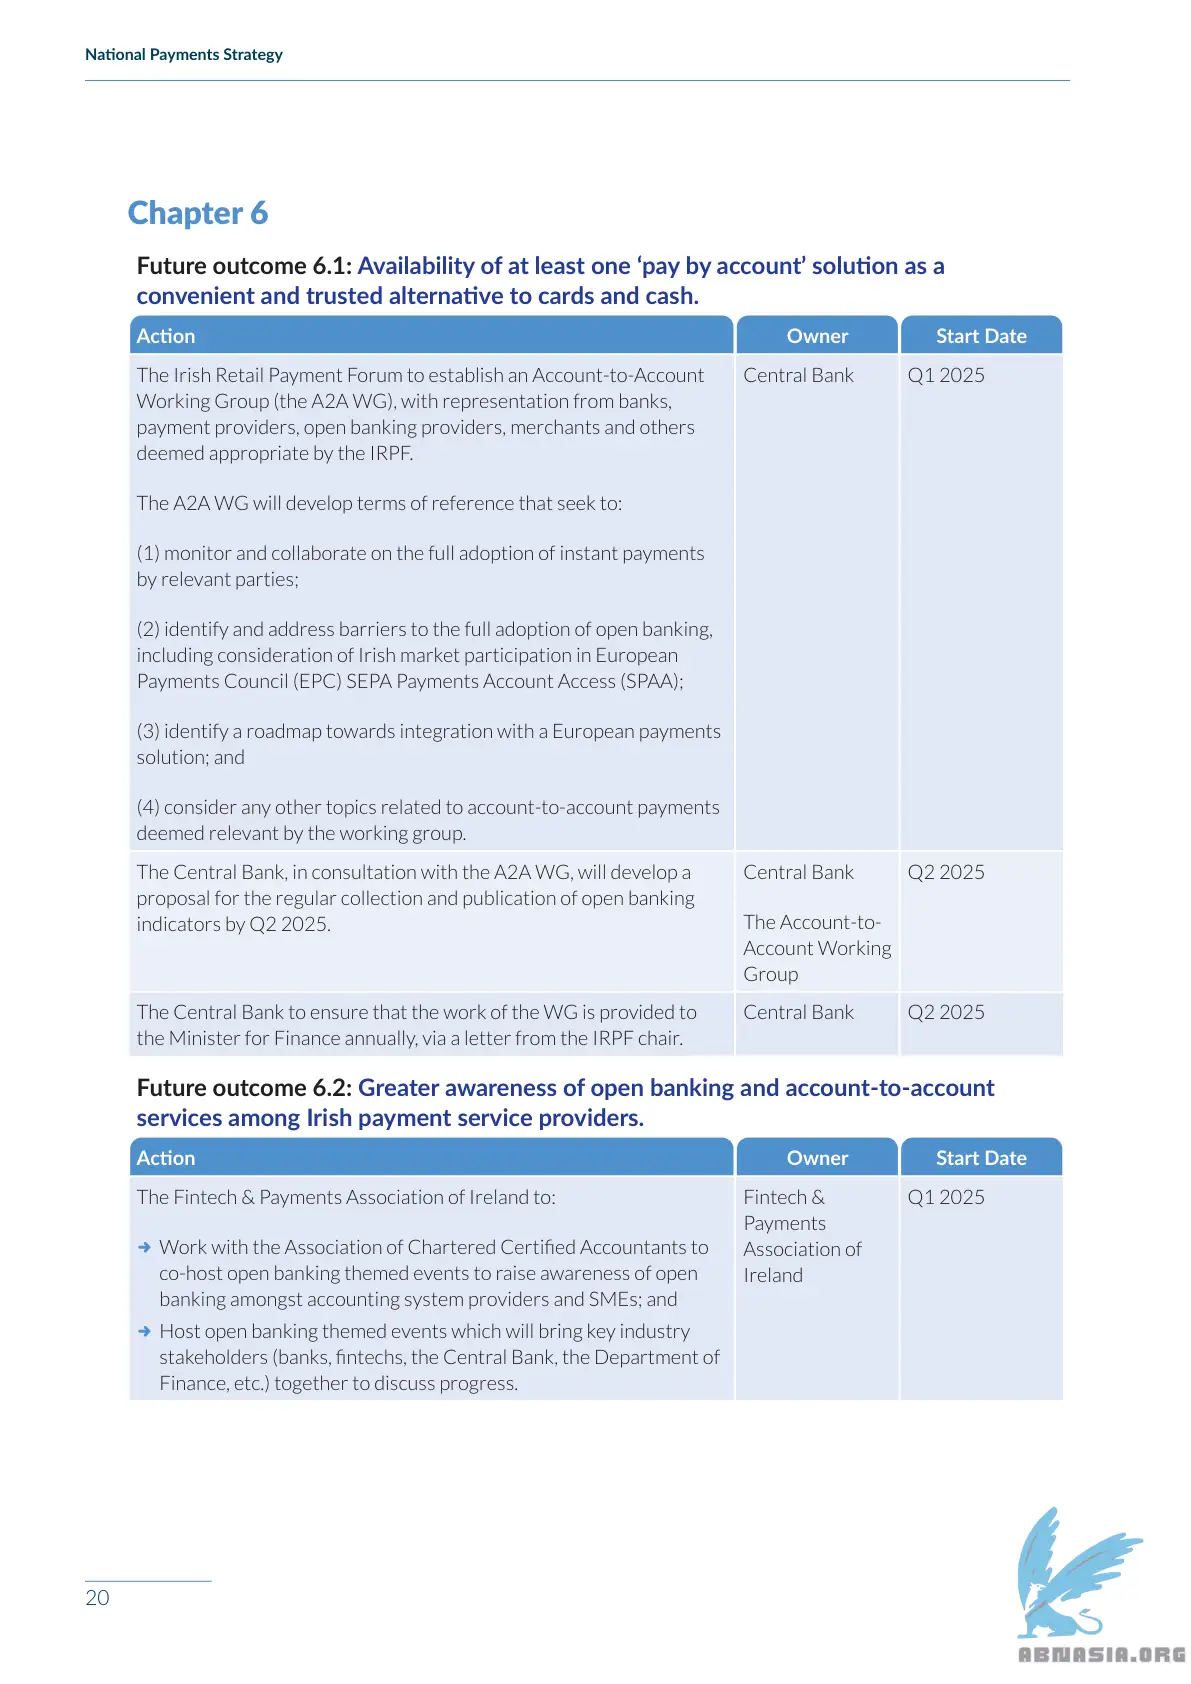 National Payments Strategy
Chapter 6
Future outcome 6.1: Availability of at least one ‘pay by account’ solution as a
convenient and trusted alternative to cards and cash.
Action Owner Start Date
The Irish Retail Payment Forum to establish an Account-to-Account
Working Group (the A2A WG), with representation from banks,
payment providers, open banking providers, merchants and others
deemed appropriate by the IRPF.
The A2A WG will develop terms of reference that seek to:
(1) monitor and collaborate on the full adoption of instant payments
by relevant parties;
(2) identify and address barriers to the full adoption of open banking,
including consideration of Irish market participation in European
Payments Council (EPC) SEPA Payments Account Access (SPAA);
(3) identify a roadmap towards integration with a European payments
solution; and
(4) consider any other topics related to account-to-account payments
deemed relevant by the working group.
Central Bank
Q1 2025
The Central Bank, in consultation with the A2A WG, will develop a
proposal for the regular collection and publication of open banking
indicators by Q2 2025.
Central Bank
The Account-to-
Account Working
Group
Q2 2025
The Central Bank to ensure that the work of the WG is provided to
the Minister for Finance annually, via a letter from the IRPF chair.
Central Bank
Q2 2025
Future outcome 6.2: Greater awareness of open banking and account-to-account
services among Irish payment service providers.
Action Owner Start Date
The Fintech & Payments Association of Ireland to:
➔ Work with the Association of Chartered Certified Accountants to
co-host open banking themed events to raise awareness of open
banking amongst accounting system providers and SMEs; and
➔ Host open banking themed events which will bring key industry
stakeholders (banks, fintechs, the Central Bank, the Department of
Finance, etc.) together to discuss progress.
Fintech &
Payments
Association of
Ireland
Q1 2025
20
ABNASIA.ORG